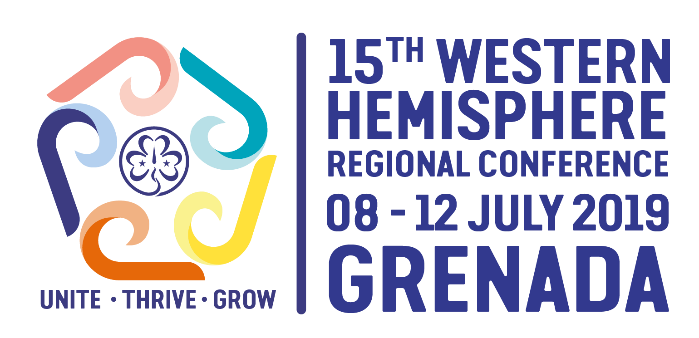 UNITE · THRIVE · GROW
15TH WESTERN
HEMISPHERE
REGIONAL CONFERENCE
08 - 12 JULY 2019
GRENADA